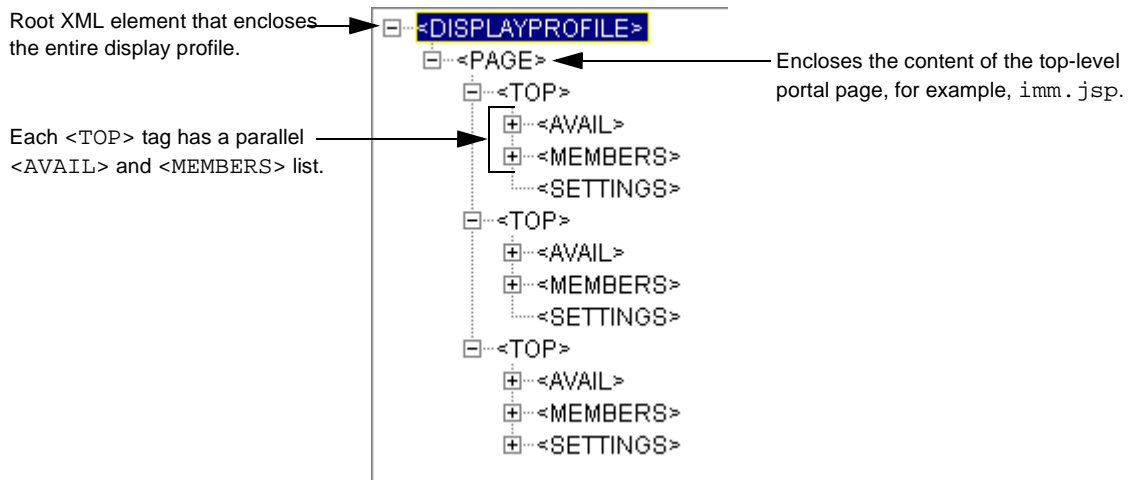 Root XML element that encloses
the entire display profile.
<DISPLAYPROFILE>
<PAGE>
Encloses the content of the top-level
portal page, for example, imm.jsp.
<TOP>
Each <TOP> tag has a parallel
<AVAIL> and <MEMBERS> list.
<AVAIL>
<MEMBERS>
<SETTINGS>
<TOP>
<AVAIL>
<MEMBERS>
<SETTINGS>
<TOP>
<AVAIL>
<MEMBERS>
<SETTINGS>